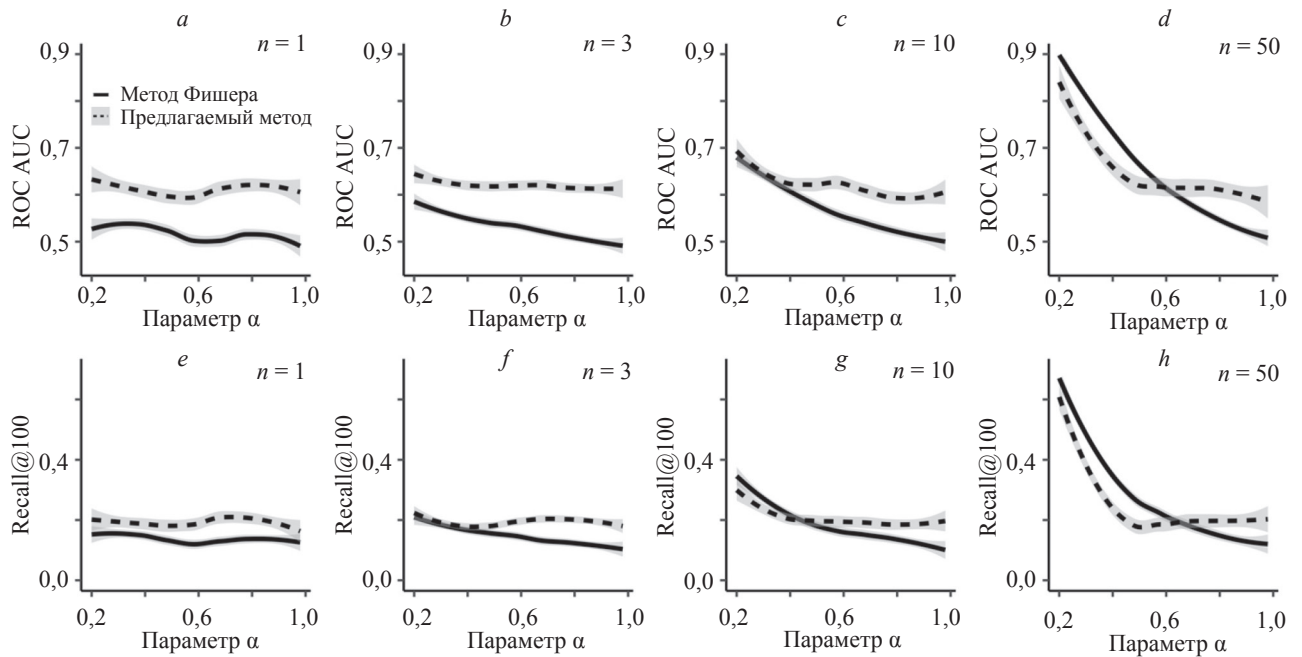 a
n = 1
0,9
0,7
0,5
ROC AUC
Метод Фишера
Предлагаемый метод
0,2
0,6
1,0
Параметр α
b
n = 3
0,9
0,7
0,5
ROC AUC
0,2
0,6
1,0
Параметр α
c
n = 10
0,9
0,7
0,5
ROC AUC
0,2
0,6
1,0
Параметр α
d
n = 50
0,9
0,7
0,5
ROC AUC
0,2
0,6
1,0
Параметр α
e
n = 1
0,4
0,0
Recall@100
0,2
0,6
1,0
Параметр α
f
n = 3
0,4
0,0
Recall@100
0,2
0,6
1,0
Параметр α
g
n = 10
0,4
0,0
Recall@100
0,2
0,6
1,0
Параметр α
h
n = 50
0,4
0,0
Recall@100
0,2
0,6
1,0
Параметр α